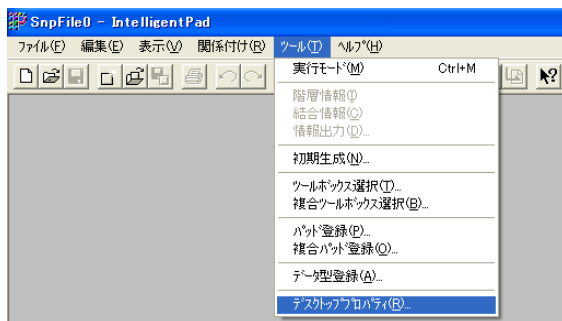 SnpFile0 - IntelligentPad
ファイル(F) 編集(E) 表示(V) 関係付け(R) ツール(T) ヘルプ(H)
実行モード(M) Ctrl+M
階層情報(I)
結合情報(C)
情報出力(D)...
初期生成(N)...
ツールボックス選択(T)...
複合ツールボックス選択(B)...
パッド登録(P)...
複合パッド登録(O)...
データ型登録(A)...
デスクトッププロパティ(R)...